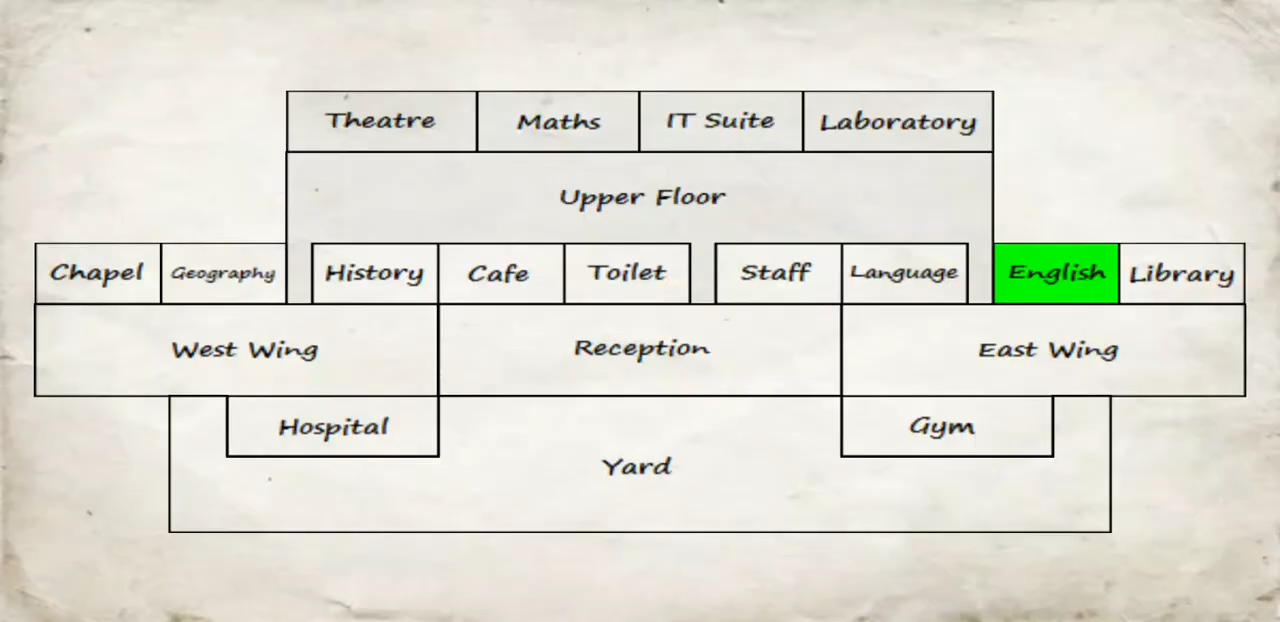 Theatre
Maths
IT Suite
Laboratory
Upper Floor
Chapel
Geography
History
Cafe
Toilet
Staff
Language
English
Library
West Wing
Reception
East Wing
Hospital
Gym
Yard